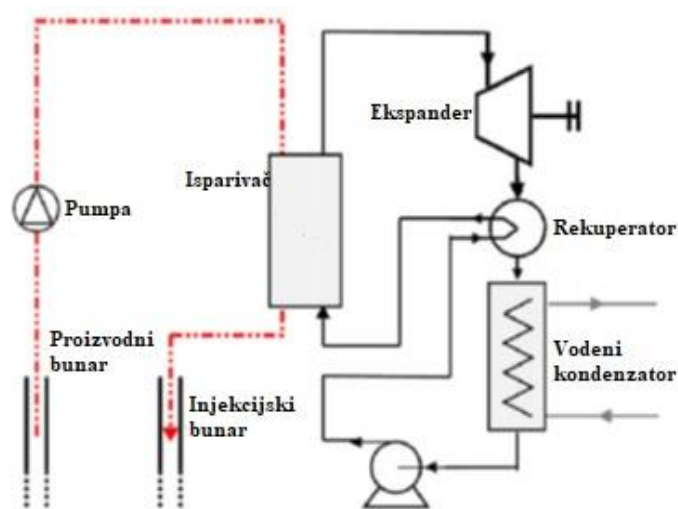 Ekspander
Isparivač
Pumpa
Rekuperator
Proizvodni
bunar
Vodeni
kondenzator
Injekcijski
bunar